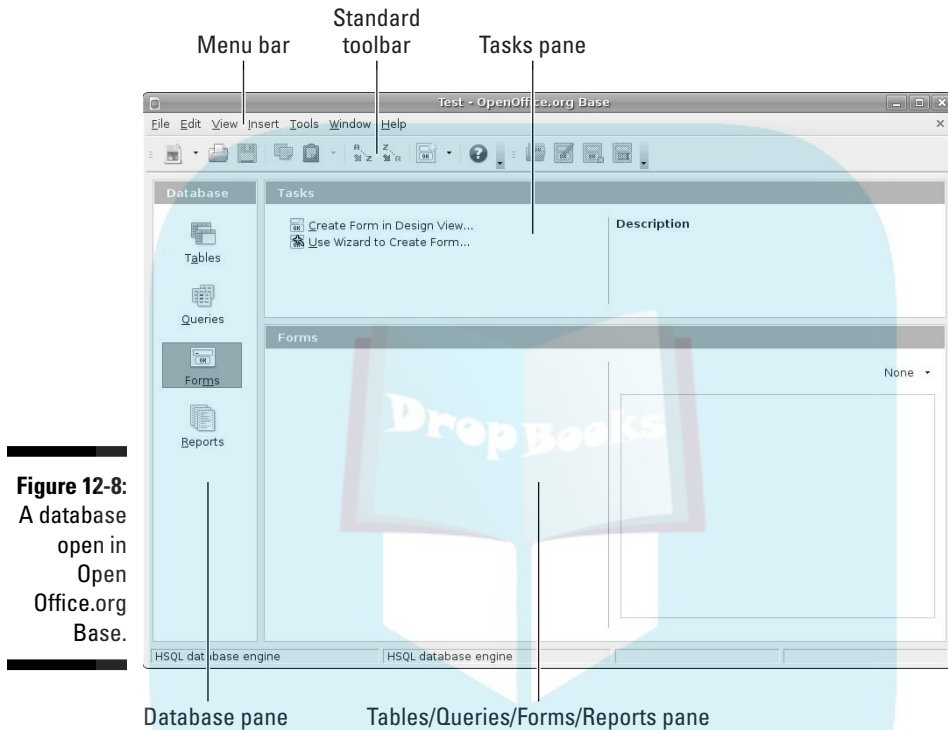 Standard
Menu bar toolbar Tasks pane
Test - OpenOffice.org Base
File Edit View Insert Tools Window Help
Database Tasks
Create Form in Design View...
Use Wizard to Create Form...
Description
Tables
Queries
Forms
Forms
None
Reports
DropBooks
Figure 12-8:
A database
open in
Open
Office.org
Base.
HSQL database engine HSQL database engine
Database pane Tables/Queries/Forms/Reports pane